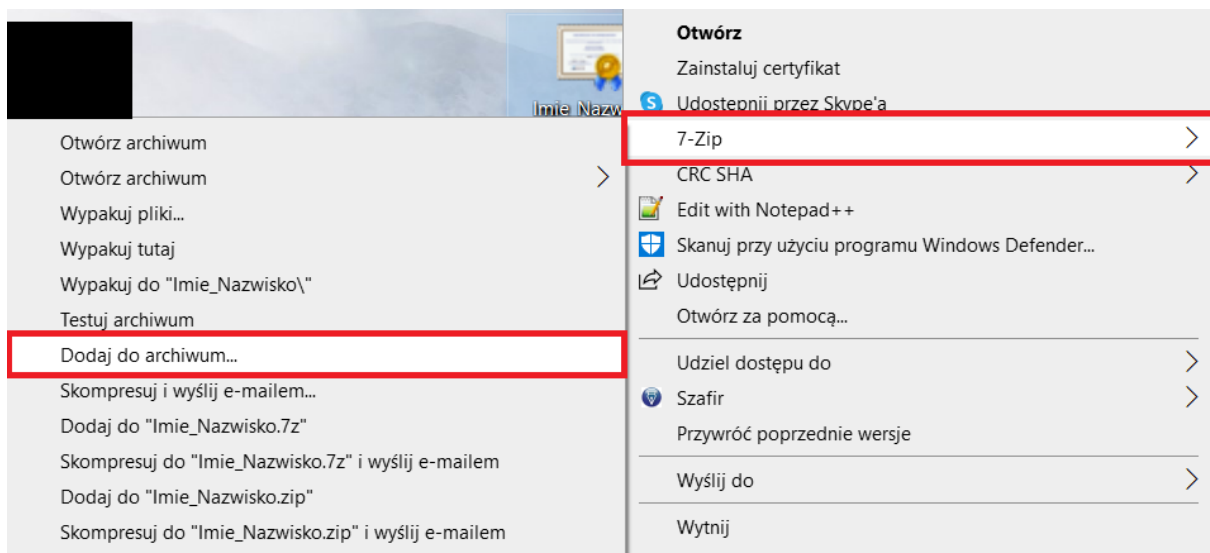 Imie_Nazw
Otwórz
Zainstaluj certyfikat
Udostępnij przez Skype'a
7-Zip
CRC SHA
Edit with Notepad++
Skanuj przy użyciu programu Windows Defender...
Udostępnij
Otwórz za pomocą...
Udziel dostępu do
Szafir
Przywróć poprzednie wersje
Wyślij do
Wytnij
Otwórz archiwum
Otwórz archiwum
Wypakuj pliki...
Wypakuj tutaj
Wypakuj do "Imie_Nazwisko\"
Testuj archiwum
Dodaj do archiwum...
Skompresuj i wyślij e-mailem...
Dodaj do "Imie_Nazwisko.7z"
Skompresuj do "Imie_Nazwisko.7z" i wyślij e-mailem
Dodaj do "Imie_Nazwisko.zip"
Skompresuj do "Imie_Nazwisko.zip" i wyślij e-mailem